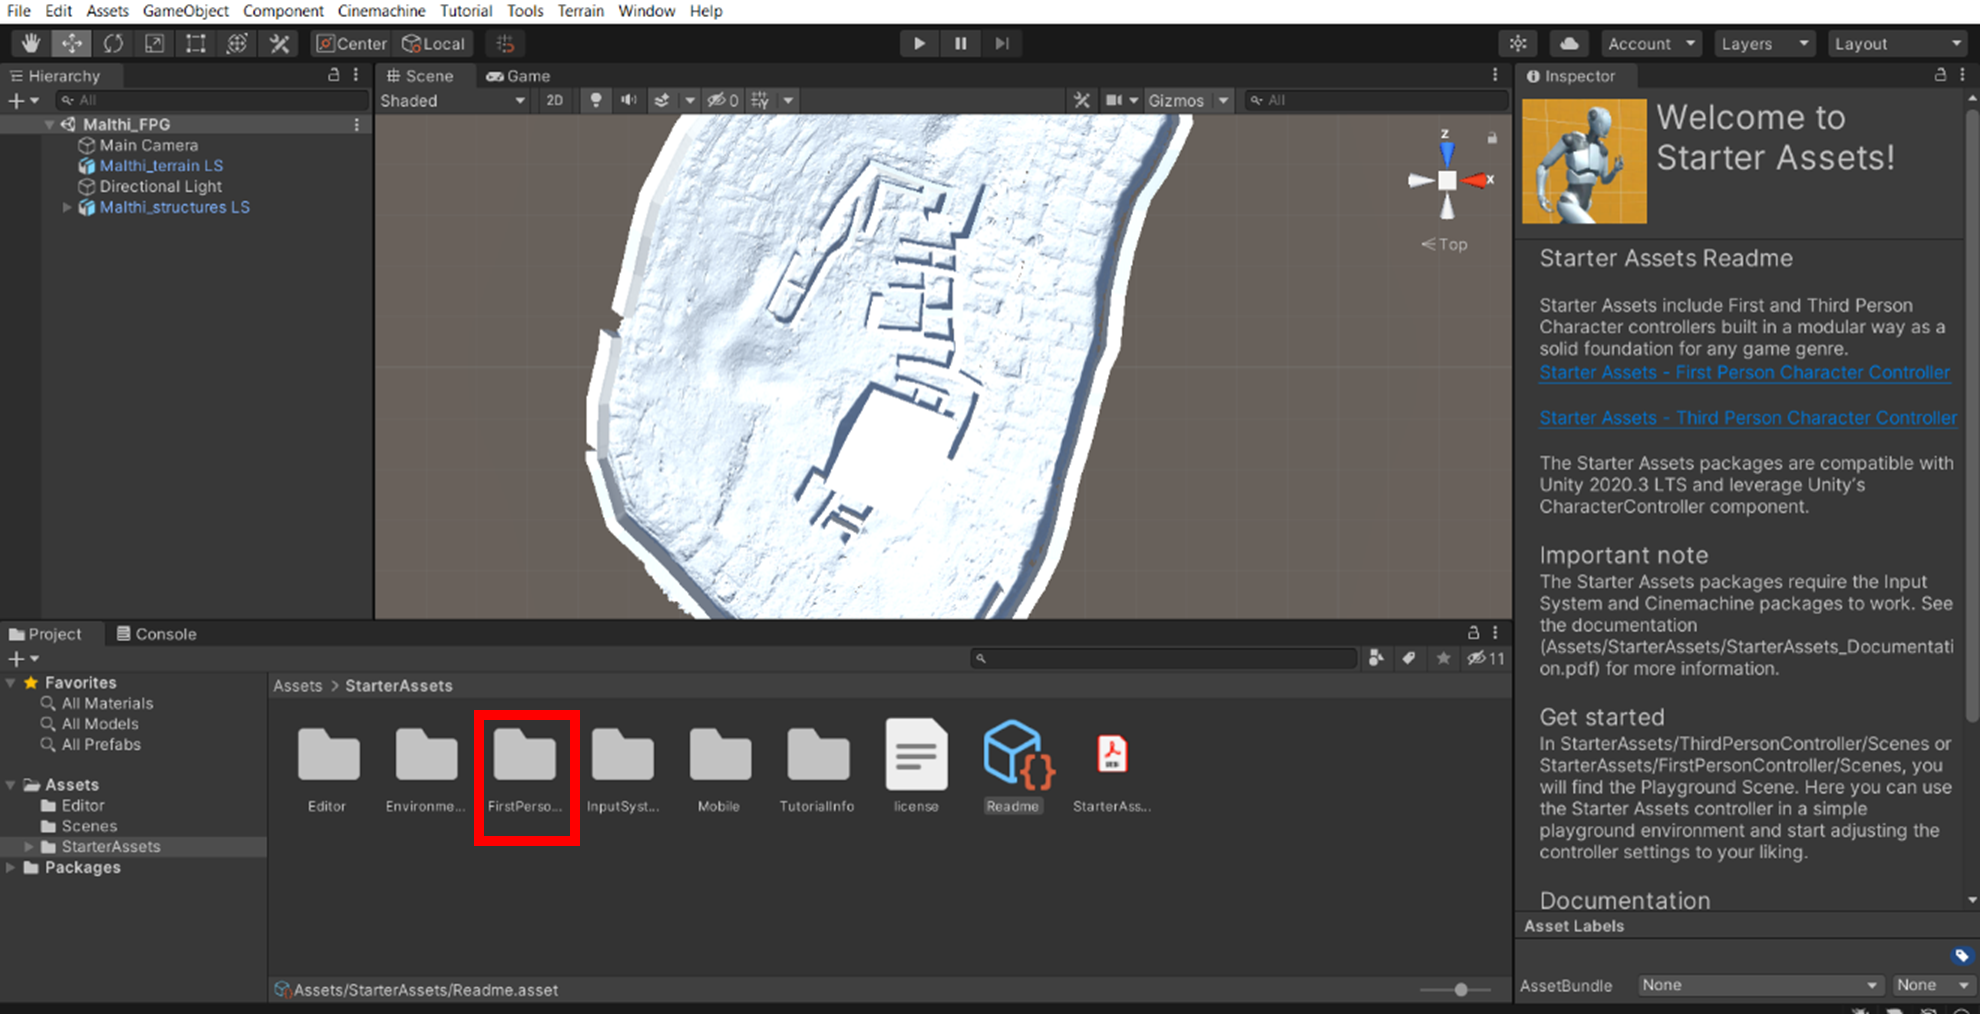 File Edit Assets GameObject Component Cinemachine Tutorial Tools Terrain Window Help
Center Local Account Layers Layout
Hierarchy
All
Malthi_FPG
Main Camera
Malthi_terrain LS
Directional Light
Malthi_structures LS
Scene Game
Shaded 2D 0 Gizmos All
z
x
Top
Inspector
Welcome to
Starter Assets!
Starter Assets Readme
Starter Assets include First and Third Person
Character controllers built in a modular way as a
solid foundation for any game genre.
Starter Assets - First Person Character Controller
Starter Assets - Third Person Character Controller
The Starter Assets packages are compatible with
Unity 2020.3 LTS and leverage Unity's
CharacterController component.
Important note
The Starter Assets packages require the Input
System and Cinemachine packages to work. See
the documentation
(Assets/StarterAssets/StarterAssets_Documentati
on.pdf) for more information.
Get started
In StarterAssets/ThirdPersonController/Scenes or
StarterAssets/FirstPersonController/Scenes, you
will find the Playground Scene. Here you can use
the Starter Assets controller in a simple
playground environment and start adjusting the
controller settings to your liking.
Documentation
Asset Labels
AssetBundle None None
Project Console
11
Favorites
All Materials
All Models
All Prefabs
Assets
Editor
Scenes
StarterAssets
Packages
Assets > StarterAssets
Editor Environme... FirstPerso... InputSyst... Mobile TutorialInfo license Readme StarterAss...
Assets/StarterAssets/Readme.asset